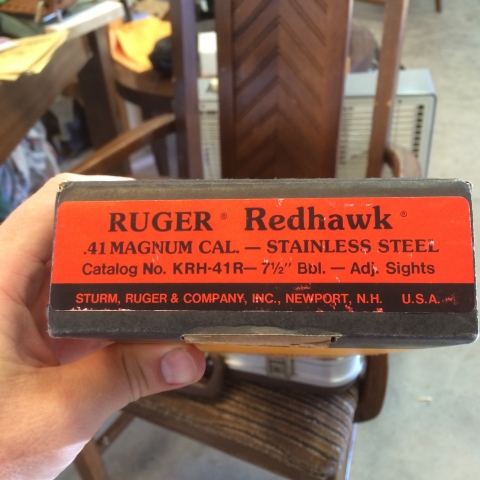 RUGER® Redhawk®
.41 MAGNUM CAL. — STAINLESS STEEL
Catalog No. KRH-41R— 7½" Bbl. — Adj. Sights
STURM, RUGER & COMPANY, INC., NEWPORT, N.H. U.S.A.